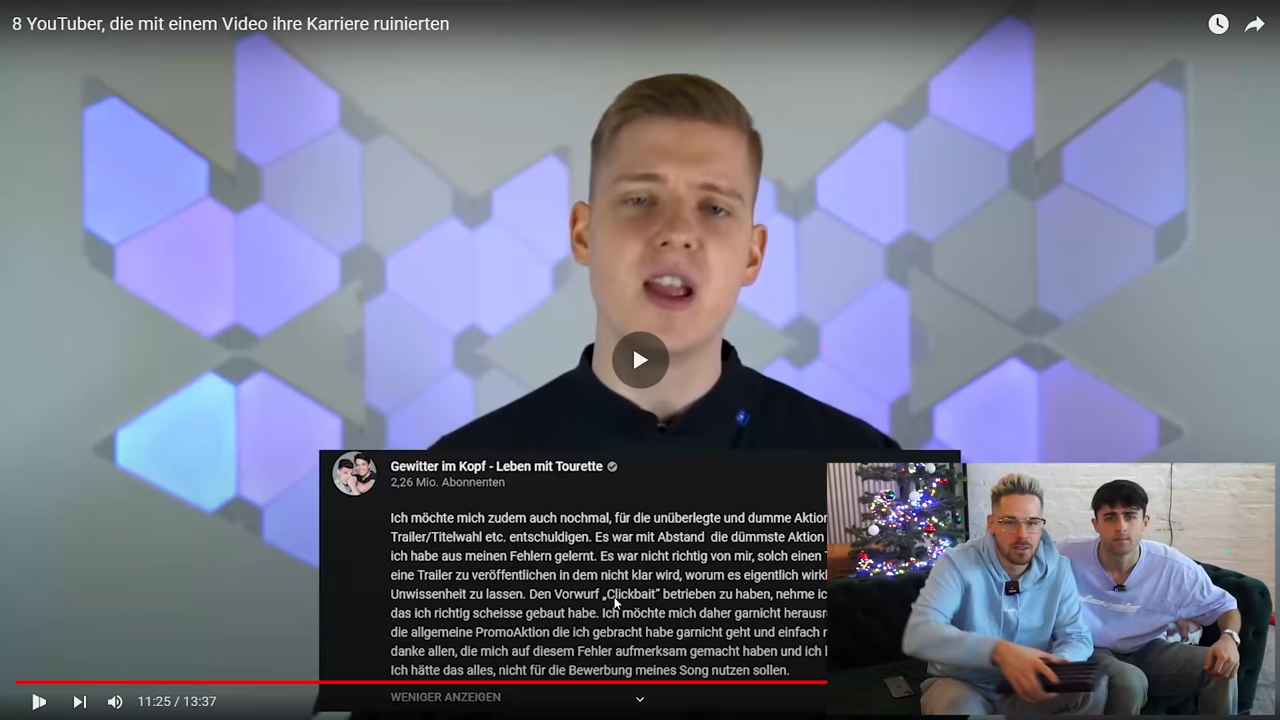 8 YouTuber, die mit einem Video ihre Karriere ruinierten
Gewitter im Kopf - Leben mit Tourette
2,26 Mio. Abonnenten
Ich möchte mich zudem auch nochmal, für die unüberlegte und dumme Aktion
Trailer/Titelwahl etc. entschuldigen. Es war mit Abstand die dümmste Aktion
ich habe aus meinen Fehlern gelernt. Es war nicht richtig von mir, solch einen
eine Trailer zu veröffentlichen in dem nicht klar wird, worum es eigentlich
Unwissenheit zu lassen. Den Vorwurf „Clickbait" betrieben zu haben, nehme
das ich richtig scheisse gebaut habe. Ich möchte mich daher garnicht
die allgemeine PromoAktion die ich gebracht habe garnicht geht und einfach
danke allen, die mich auf diesem Fehler aufmerksam gemacht haben und ich
Ich hätte das alles, nicht für die Bewerbung meines Song nutzen sollen.
WENIGER ANZEIGEN
11:25 / 13:37